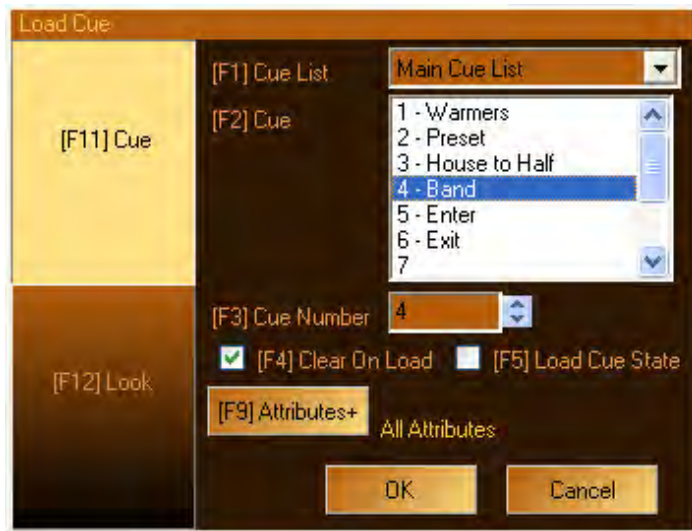 Load Cue
[F11] Cue
[F12] Look
[F1] Cue List
Main Cue List
[F2] Cue
1 - Warmers
2 - Preset
3 - House to Half
4 - Band
5 - Enter
6 - Exit
7
[F3] Cue Number
4
[F4] Clear On Load
[F5] Load Cue State
[F9] Attributes+
All Attributes
OK
Cancel